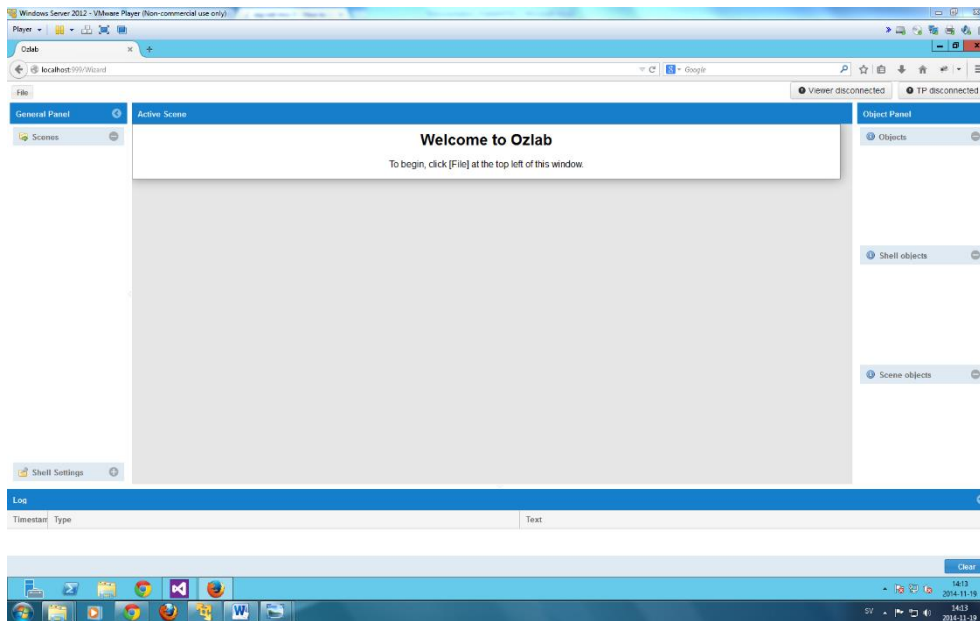 Windows Server 2012 - VMware Player (Non-commercial use only)
Player
Ozlab
localhost:999/Wizard
Google
File
Viewer disconnected
TP disconnected
General Panel
Active Scene
Object Panel
Scenes
Welcome to Ozlab
To begin, click [File] at the top left of this window.
Objects
Shell objects
Scene objects
Shell Settings
Log
Timestam Type Text
Clear
14:13
2014-11-19
W
SV
14:13
2014-11-19